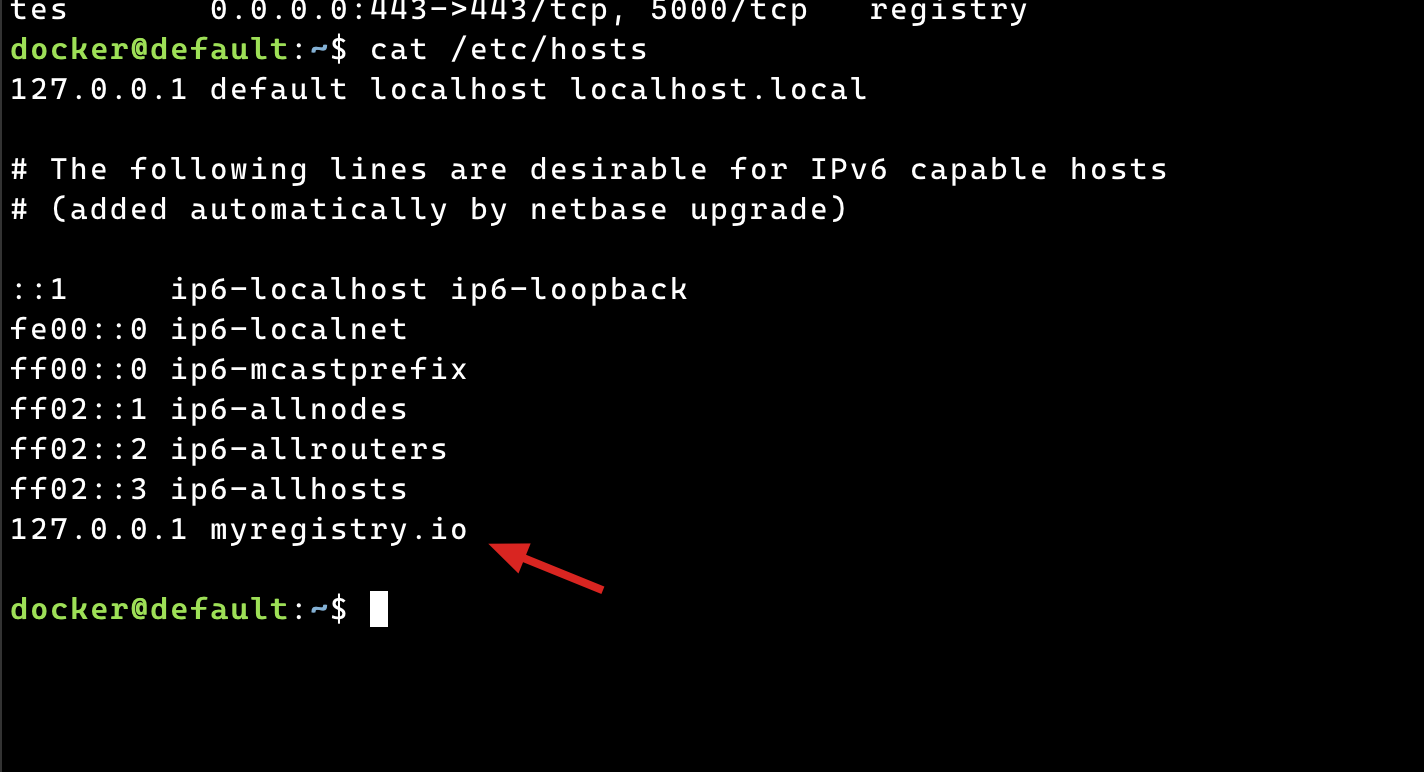 tes       0.0.0.0:443->443/tcp, 5000/tcp   registry
docker@default:~$ cat /etc/hosts
127.0.0.1 default localhost localhost.local
# The following lines are desirable for IPv6 capable hosts
# (added automatically by netbase upgrade)
::1     ip6-localhost ip6-loopback
fe00::0 ip6-localnet
ff00::0 ip6-mcastprefix
ff02::1 ip6-allnodes
ff02::2 ip6-allrouters
ff02::3 ip6-allhosts
127.0.0.1 myregistry.io
docker@default:~$